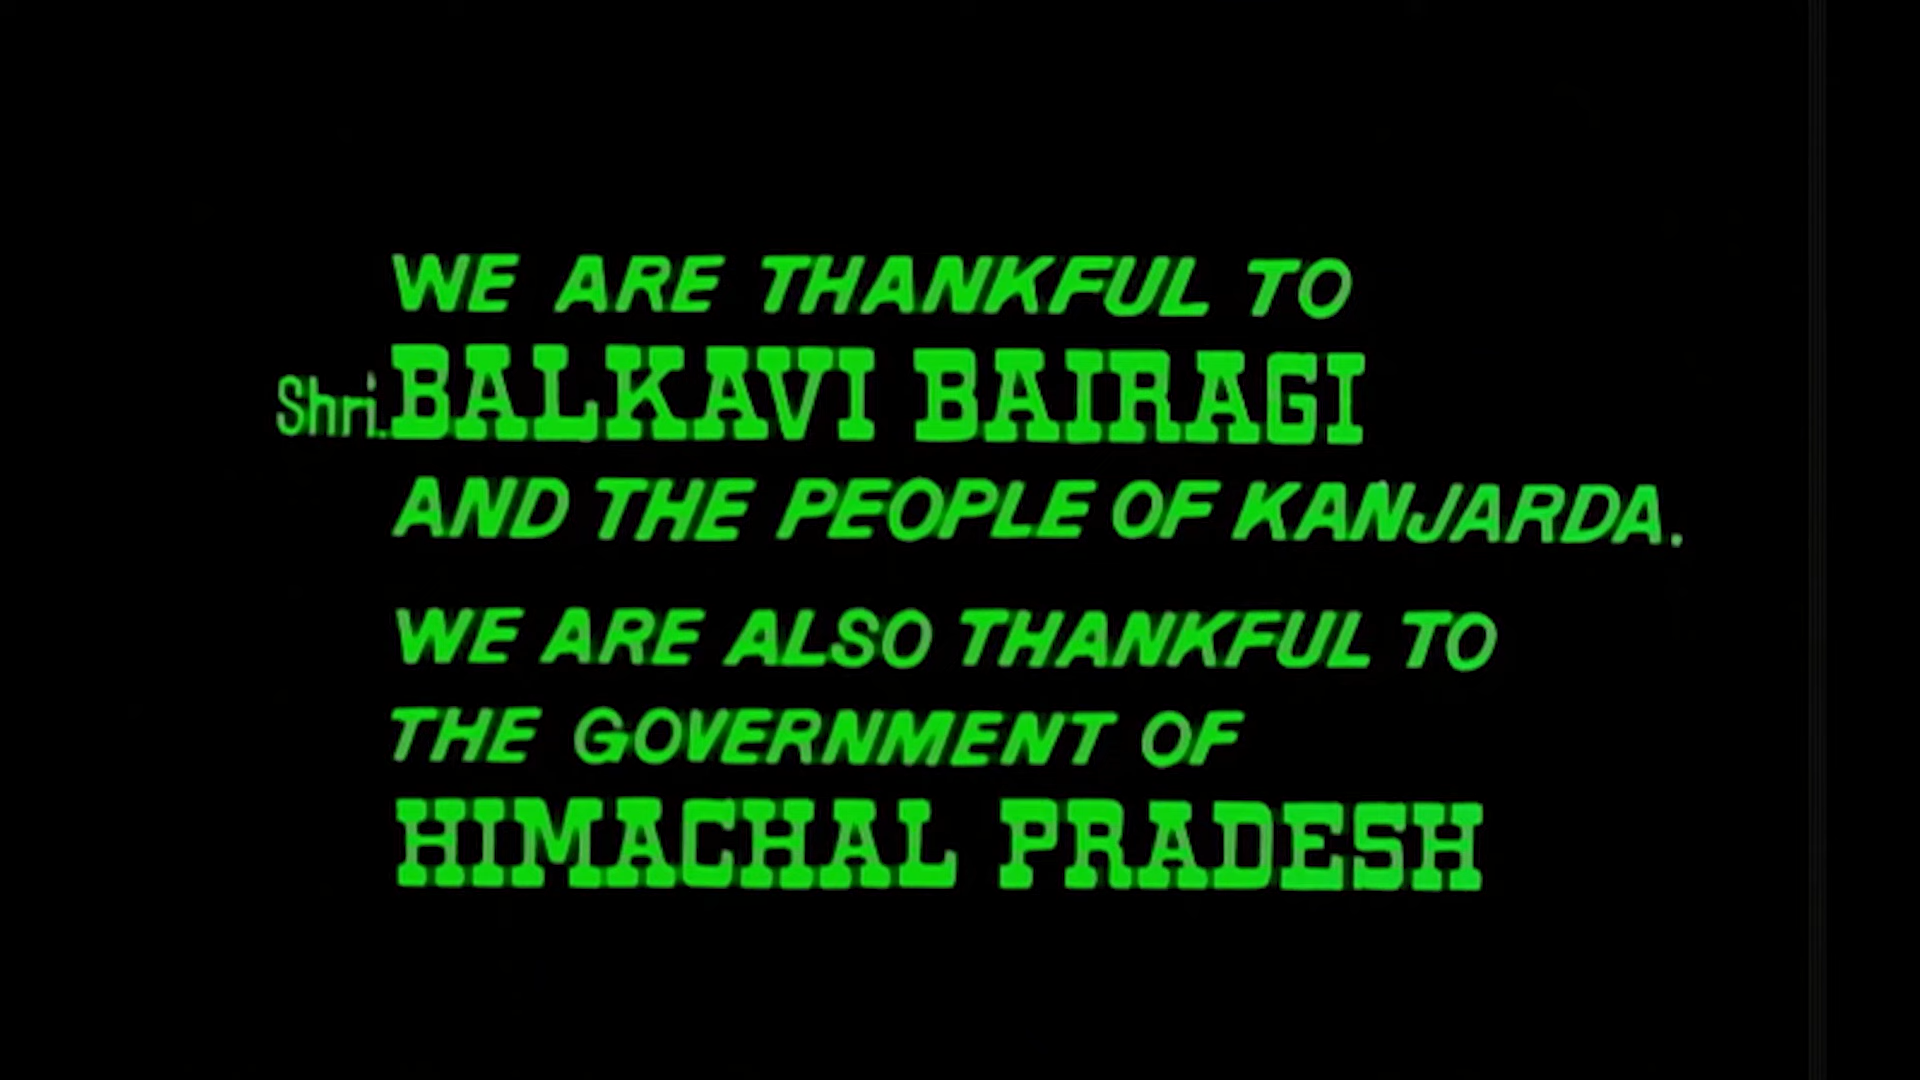 WE ARE THANKFUL TO
Shri. BALKAVI BAIRAGI
AND THE PEOPLE OF KANJARDA.
WE ARE ALSO THANKFUL TO
THE GOVERNMENT OF
HIMACHAL PRADESH